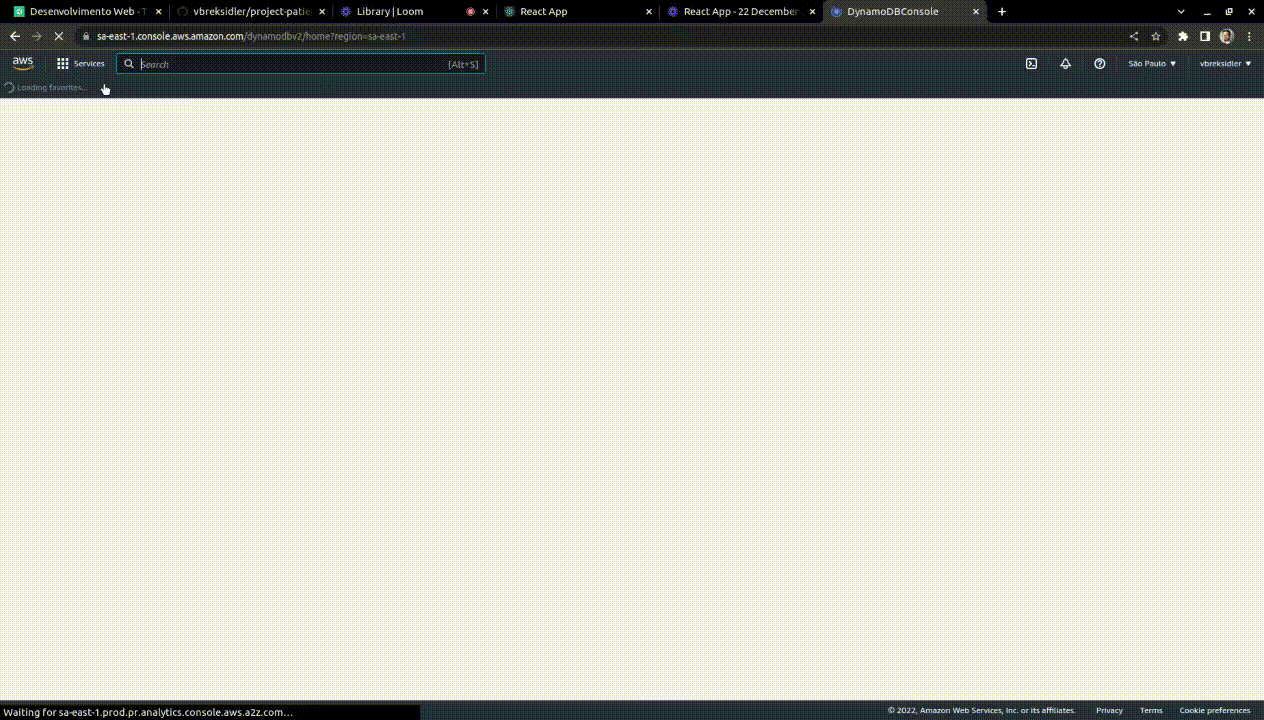 Desenvolvimento Web - T
vbreksidler/project-patie
Library | Loom
React App
React App - 22 December
DynamoDBConsole
sa-east-1.console.aws.amazon.com/dynamodbv2/home?region=sa-east-1
aws
Services
Search
[Alt+S]
São Paulo ▼
vbreksidler ▼
Loading favorites...
Waiting for sa-east-1.prod.pr.analytics.console.aws.a2z.com...
© 2022, Amazon Web Services, Inc. or its affiliates.
Privacy
Terms
Cookie preferences